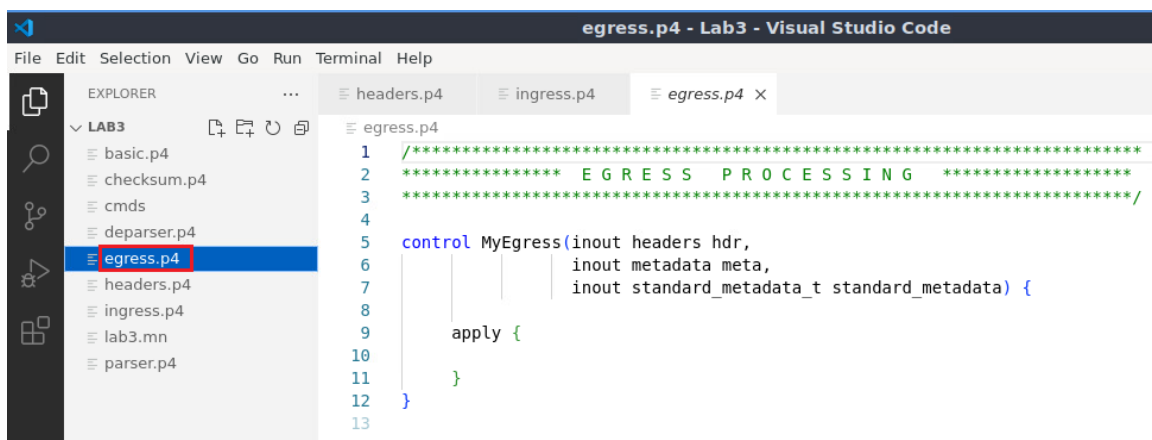 egress.p4 - Lab3 - Visual Studio Code
File Edit Selection View Go Run Terminal Help
EXPLORER ...
LAB3
basic.p4
checksum.p4
cmds
deparser.p4
egress.p4
headers.p4
ingress.p4
lab3.mn
parser.p4
headers.p4 ingress.p4 egress.p4 ×
egress.p4
1 /*************************************************************************
2 **************** E G R E S S P R O C E S S I N G *******************
3 *************************************************************************/
4
5 control MyEgress(inout headers hdr,
6 inout metadata meta,
7 inout standard_metadata_t standard_metadata) {
8
9 apply {
10
11 }
12 }
13